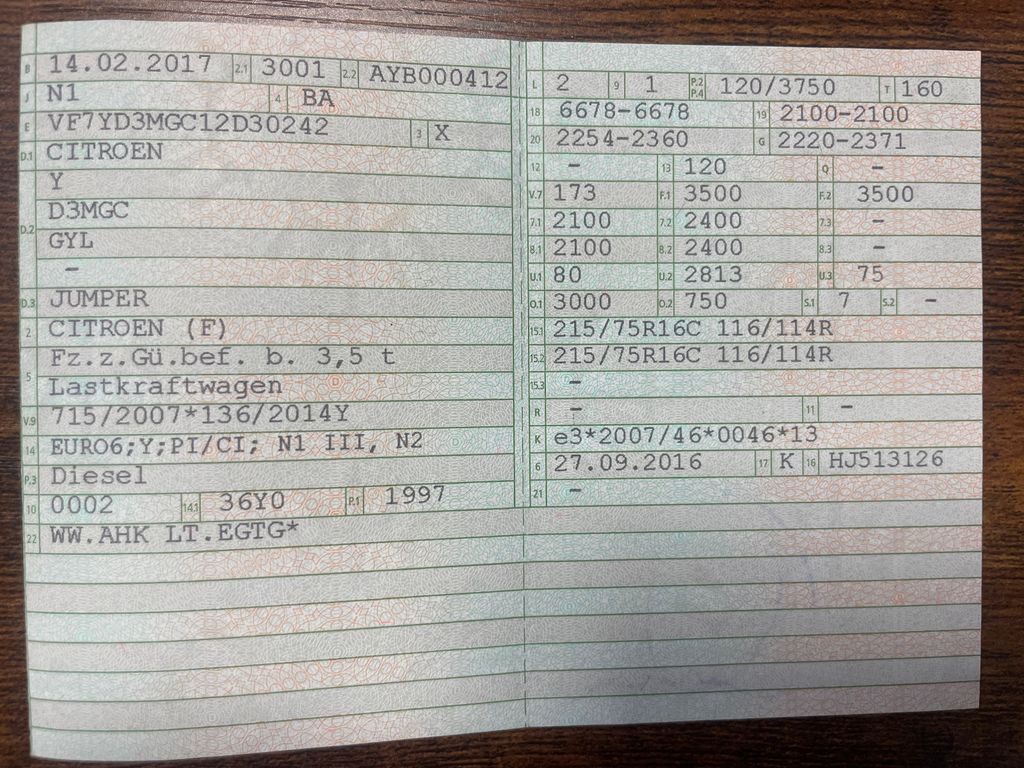 B 14.02.2017 2.1 3001 2.2 AYB000412
J N1 4 BA
E VF7YD3MGC12D30242 3 X
D.1 CITROEN
Y
D3MGC
D.2 GYL
-
D.3 JUMPER
2 CITROEN (F)
Fz.z.Gü.bef. b. 3,5 t
5 Lastkraftwagen
V.9 715/2007*136/2014Y
14 EURO6;Y;PI/CI; N1 III, N2
P.3 Diesel
10 0002 14.1 36Y0 P.1 1997
22 WW.AHK LT.EGTG*
L 2 9 1 P.2 P.4 120/3750 T 160
18 6678-6678 19 2100-2100
20 2254-2360 G 2220-2371
12 - 13 120 Q -
V.7 173 F.1 3500 F.2 3500
7.1 2100 7.2 2400 7.3 -
8.1 2100 8.2 2400 8.3 -
U.1 80 U.2 2813 U.3 75
O.1 3000 O.2 750 S.1 7 S.2 -
15.1 215/75R16C 116/114R
15.2 215/75R16C 116/114R
15.3 -
R - 11 -
K e3*2007/46*0046*13
6 27.09.2016 17 K 16 HJ513126
21 -